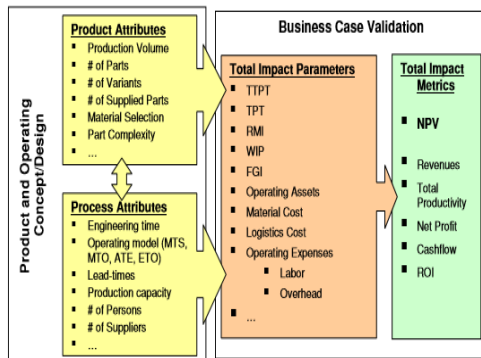 Product and Operating
Concept/Design
Product Attributes
Production Volume
# of Parts
# of Variants
# of Supplied Parts
Material Selection
Part Complexity
...
Process Attributes
Engineering time
Operating model (MTS,
MTO, ATE, ETO)
Lead-times
Production capacity
# of Persons
# of Suppliers
...
Business Case Validation
Total Impact Parameters
TTPT
TPT
RMI
WIP
FGI
Operating Assets
Material Cost
Logistics Cost
Operating Expenses
Labor
Overhead
...
Total Impact
Metrics
NPV
Revenues
Total
Productivity
Net Profit
Cashflow
ROI